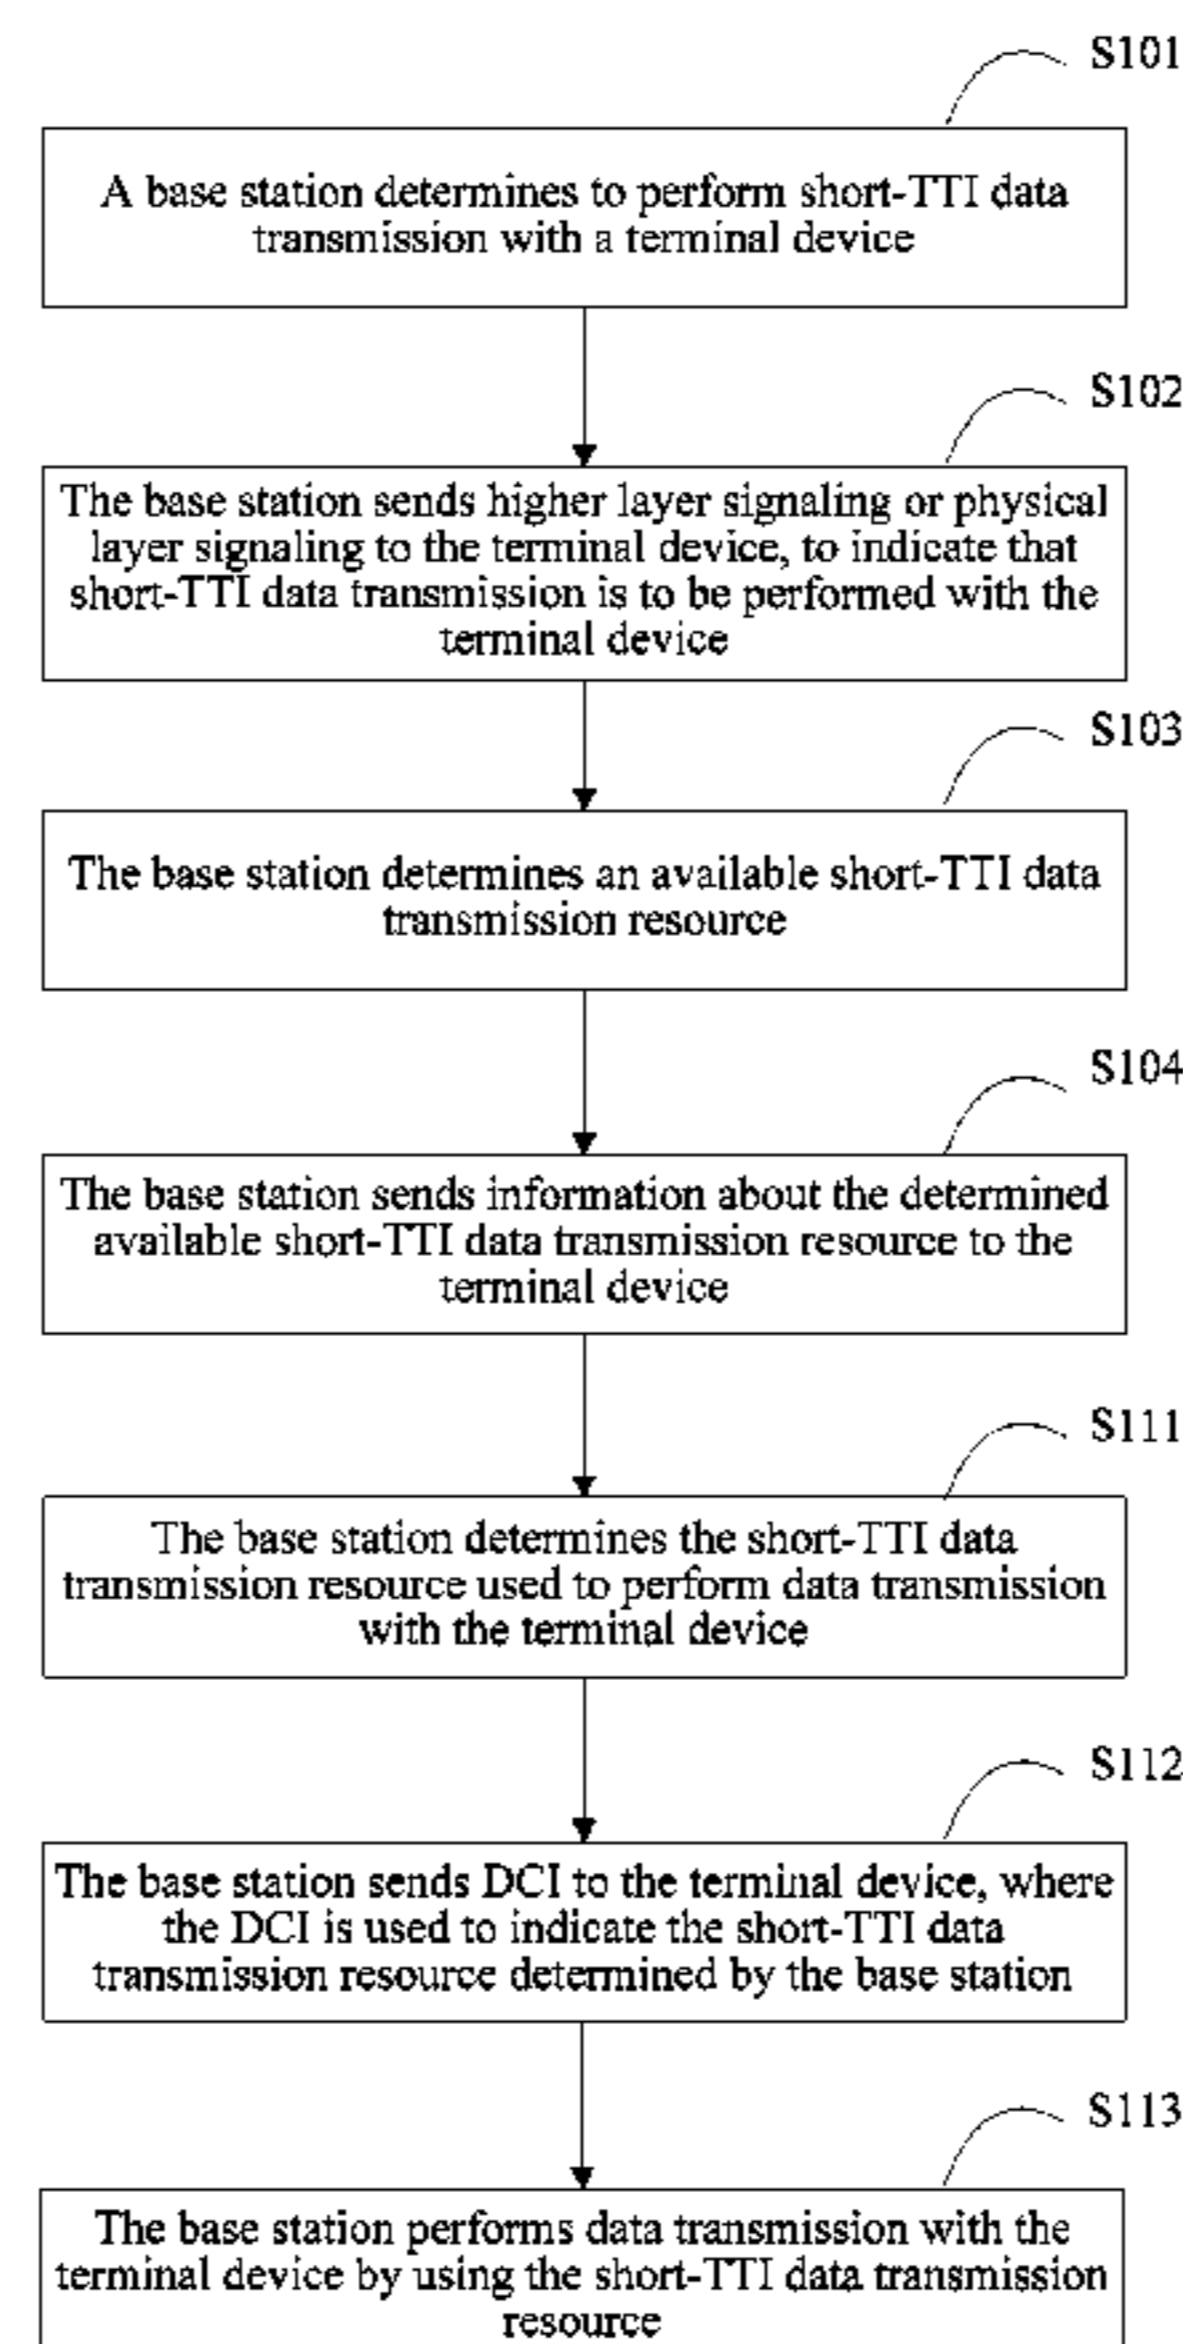 S101
A base station determines to perform short-TTI data
transmission with a terminal device
S102
The base station sends higher layer signaling or physical
layer signaling to the terminal device, to indicate that
short-TTI data transmission is to be performed with the
terminal device
S103
The base station determines an available short-TTI data
transmission resource
S104
The base station sends information about the determined
available short-TTI data transmission resource to the
terminal device
S111
The base station determines the short-TTI data
transmission resource used to perform data transmission
with the terminal device
S112
The base station sends DCI to the terminal device, where
the DCI is used to indicate the short-TTI data
transmission resource determined by the base station
S113
The base station performs data transmission with the
terminal device by using the short-TTI data transmission
resource